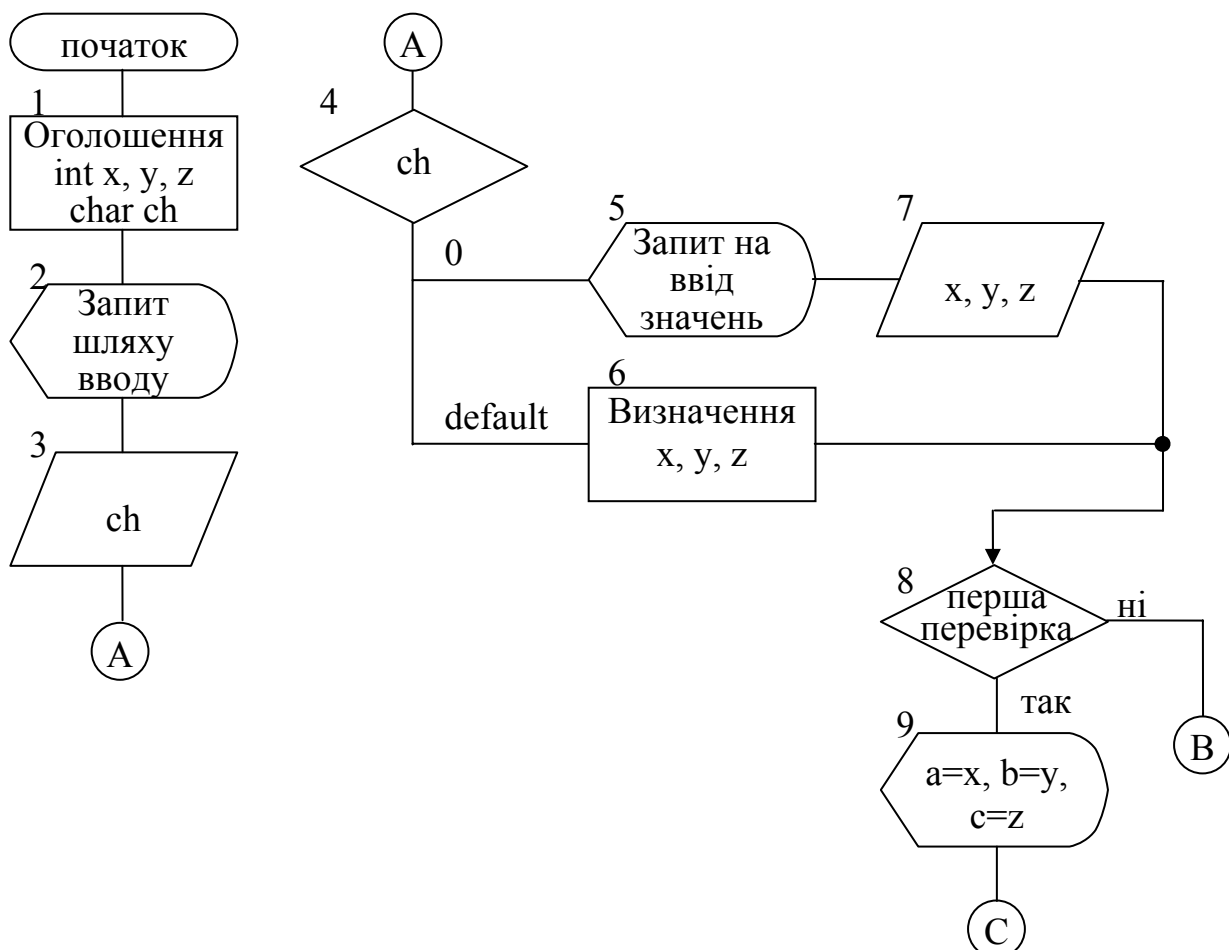 початок
1
Оголошення
int x, y, z
char ch
2
Запит
шляху
вводу
3
ch
A
A
4
ch
0
5
Запит на
ввід
значень
7
x, y, z
default
6
Визначення
x, y, z
8
перша
перевірка
ні
так
B
9
a=x, b=y,
c=z
C